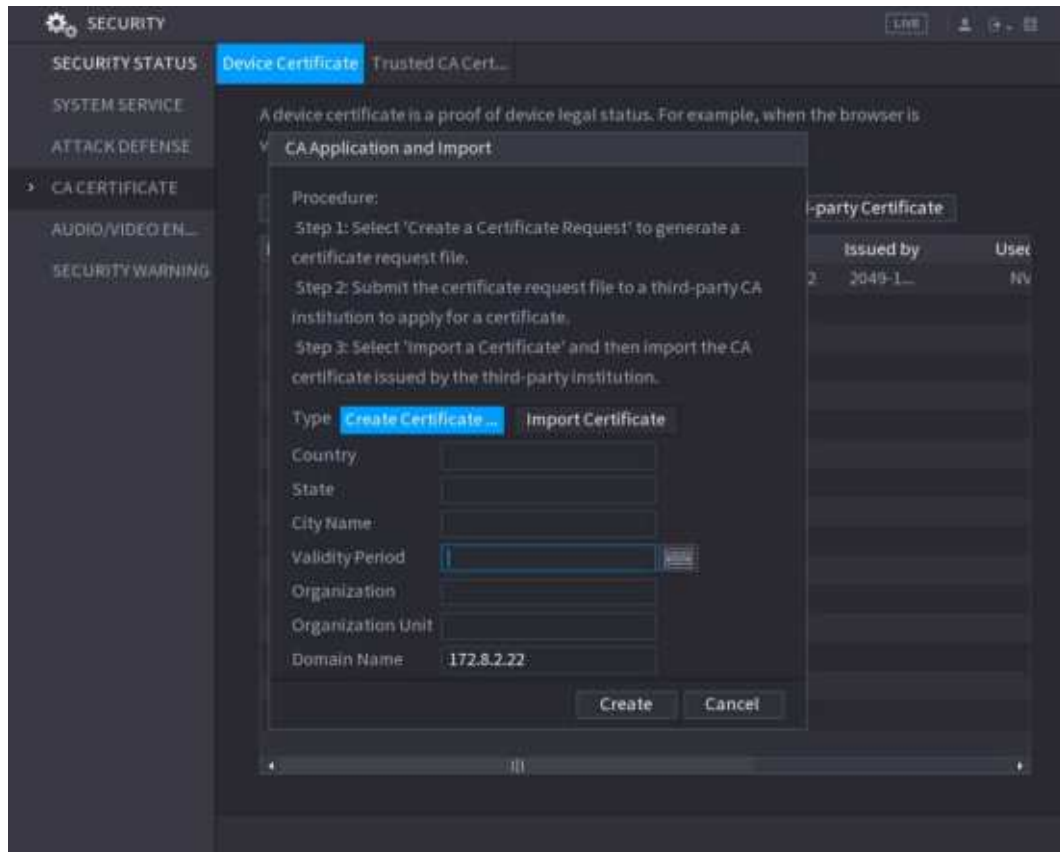 SECURITY
LIVE
SECURITY STATUS
Device Certificate
Trusted CA Cert...
SYSTEM SERVICE
A device certificate is a proof of device legal status. For example, when the browser is
ATTACK DEFENSE
v
CA Application and Import
CA CERTIFICATE
Procedure:
-party Certificate
Step 1: Select 'Create a Certificate Request' to generate a
AUDIO/VIDEO EN...
certificate request file.
Issued by
Used
SECURITY WARNING
Step 2: Submit the certificate request file to a third-party CA
2
2049-1...
NV
institution to apply for a certificate.
Step 3: Select 'Import a Certificate' and then import the CA
certificate issued by the third-party institution.
Type
Create Certificate ...
Import Certificate
Country
State
City Name
Validity Period
Organization
Organization Unit
Domain Name
172.8.2.22
Create
Cancel